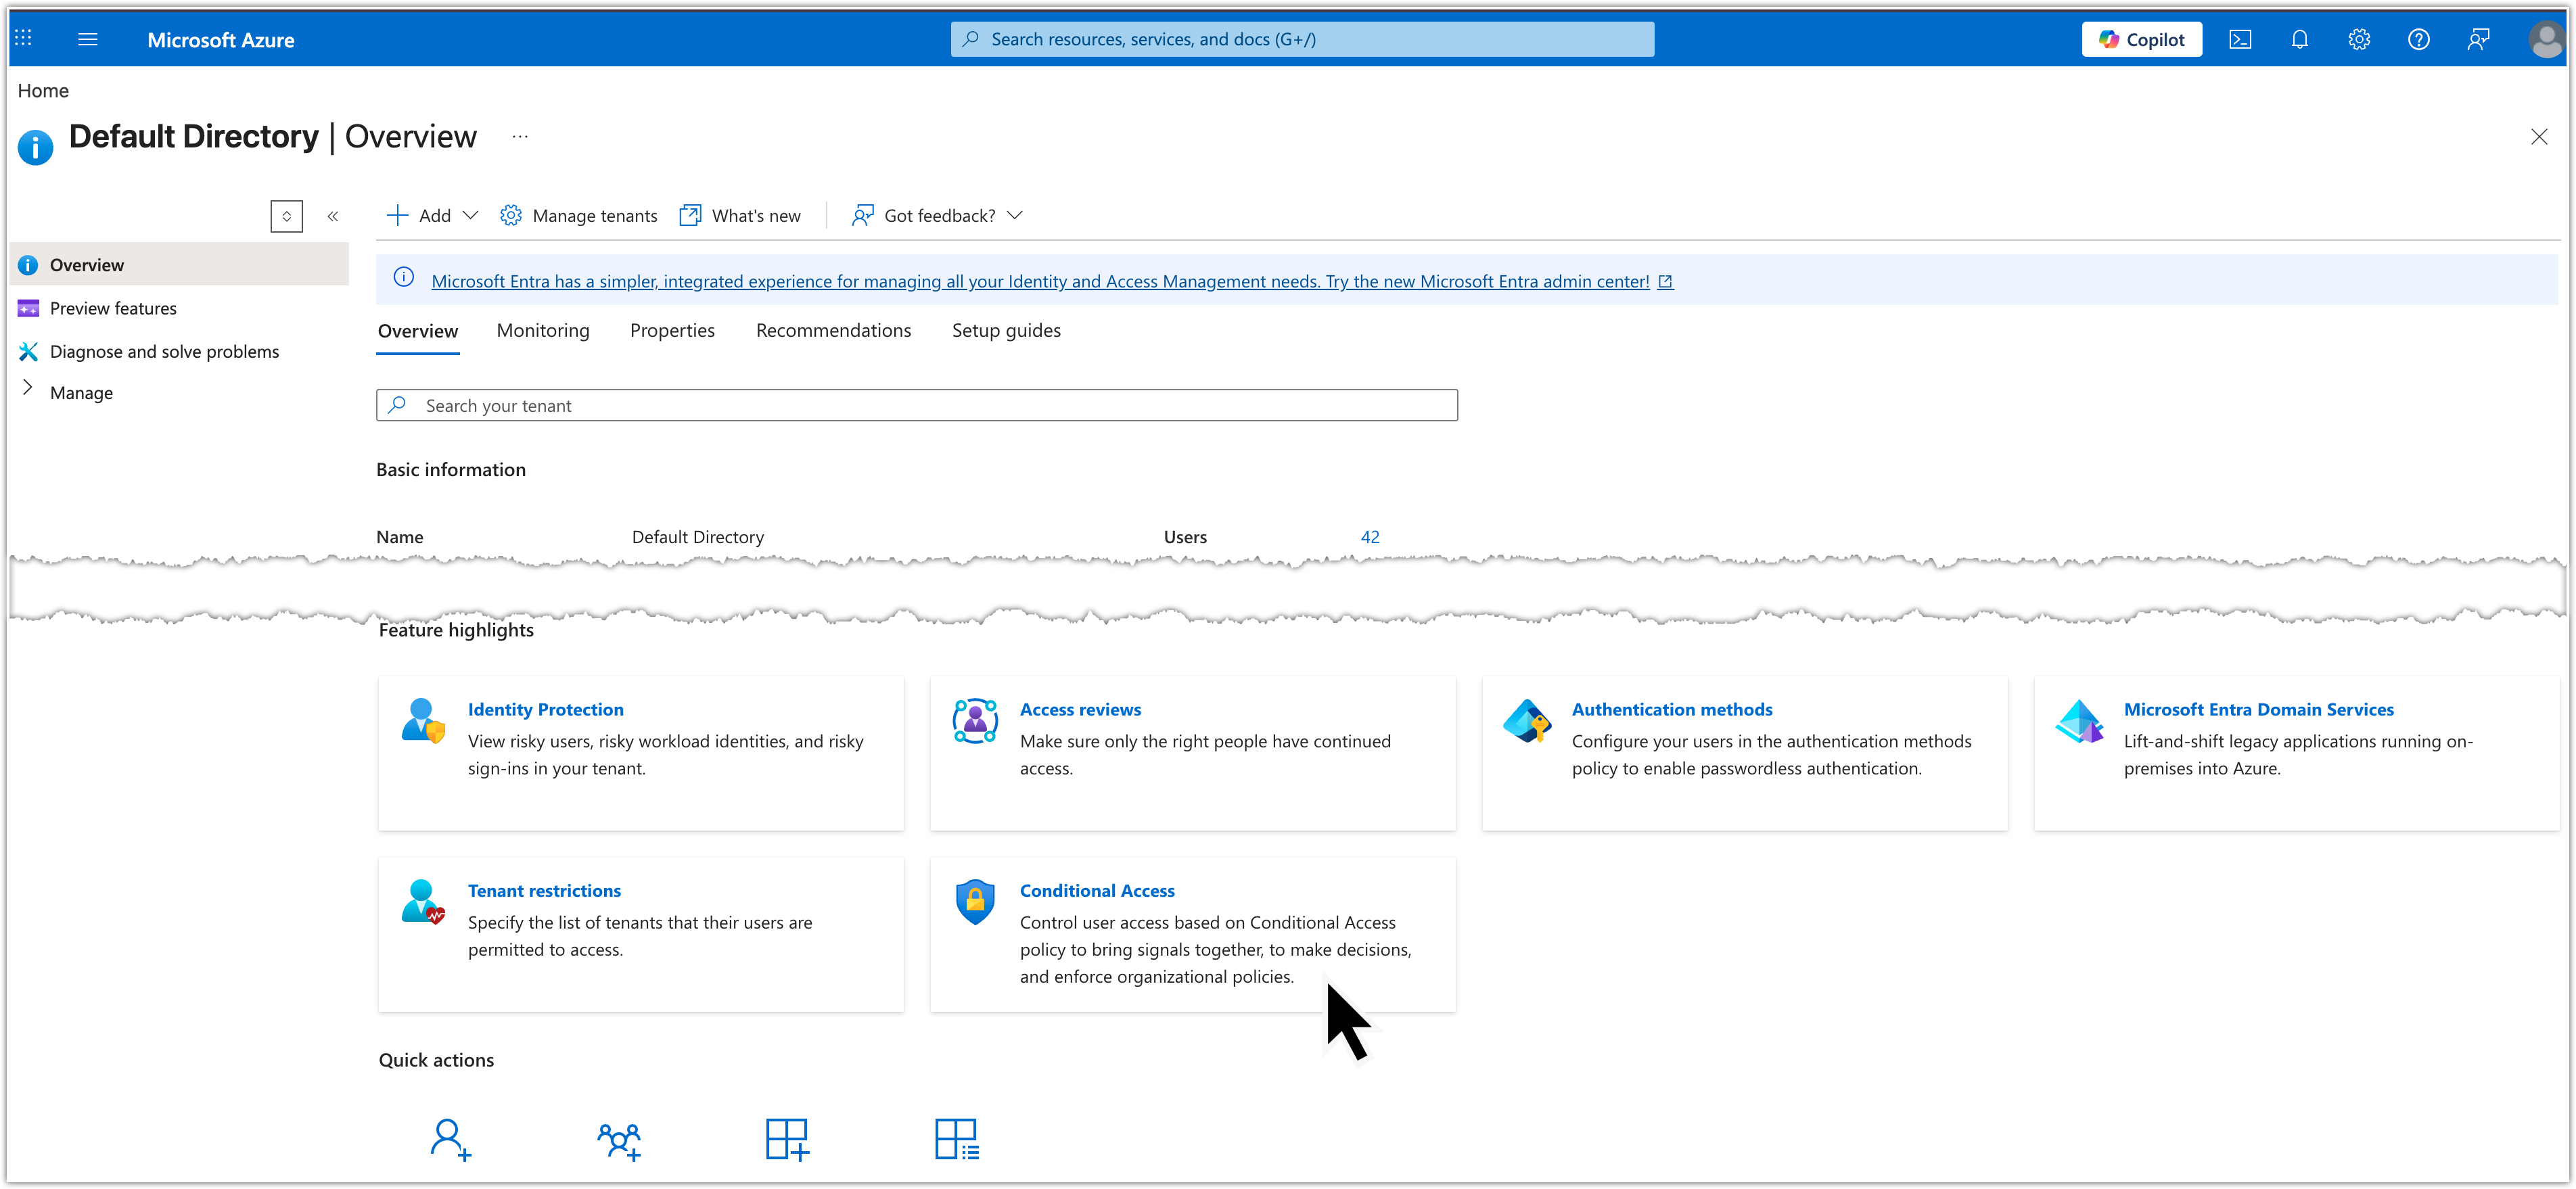 Microsoft Azure
Search resources, services, and docs (G+/)
Copilot
Home
Default Directory | Overview
Add
Manage tenants
What's new
Got feedback?
Overview
Preview features
Diagnose and solve problems
Manage
Microsoft Entra has a simpler, integrated experience for managing all your Identity and Access Management needs. Try the new Microsoft Entra admin center!
Overview
Monitoring
Properties
Recommendations
Setup guides
Search your tenant
Basic information
Name
Default Directory
Users
42
Feature highlights
Identity Protection
View risky users, risky workload identities, and risky
sign-ins in your tenant.
Access reviews
Make sure only the right people have continued
access.
Authentication methods
Configure your users in the authentication methods
policy to enable passwordless authentication.
Microsoft Entra Domain Services
Lift-and-shift legacy applications running on-
premises into Azure.
Tenant restrictions
Specify the list of tenants that their users are
permitted to access.
Conditional Access
Control user access based on Conditional Access
policy to bring signals together, to make decisions,
and enforce organizational policies.
Quick actions